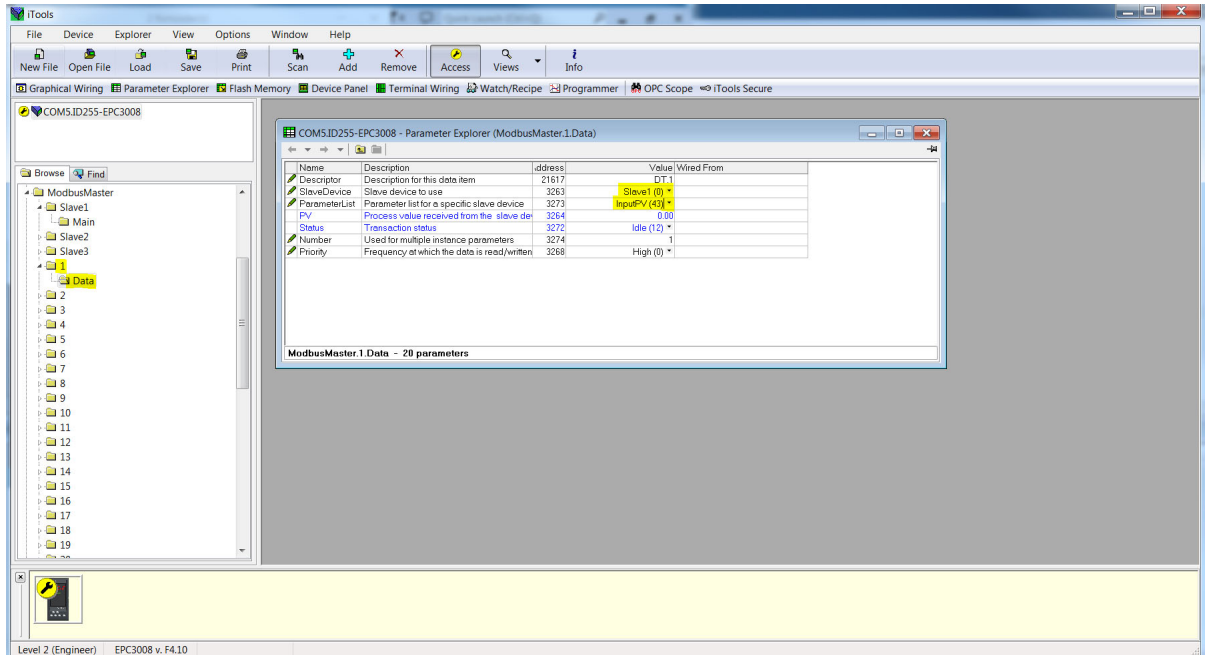 iTools
File Device Explorer View Options Window Help
New File Open File Load Save Print Scan Add Remove Access Views Info
Graphical Wiring Parameter Explorer Flash Memory Device Panel Terminal Wiring Watch/Recipe Programmer OPC Scope iTools Secure
COM5.ID255-EPC3008
Browse Find
ModbusMaster
Slave1
Main
Slave2
Slave3
1
Data
2
3
4
5
6
7
8
9
10
11
12
13
14
15
16
17
18
19
COM5.ID255-EPC3008 - Parameter Explorer (ModbusMaster.1.Data)
Name Description ddress Value Wired From
Descriptor Description for this data item 21617 DT.1
SlaveDevice Slave device to use 3263 Slave1 (0)
ParameterList Parameter list for a specific slave device 3273 InputPV (43)
PV Process value received from the slave de 3264 0.00
Status Transaction status 3272 Idle (12)
Number Used for multiple instance parameters 3274 1
Priority Frequency at which the data is read/written 3268 High (0)
ModbusMaster.1.Data - 20 parameters
Level 2 (Engineer) EPC3008 v. F4.10